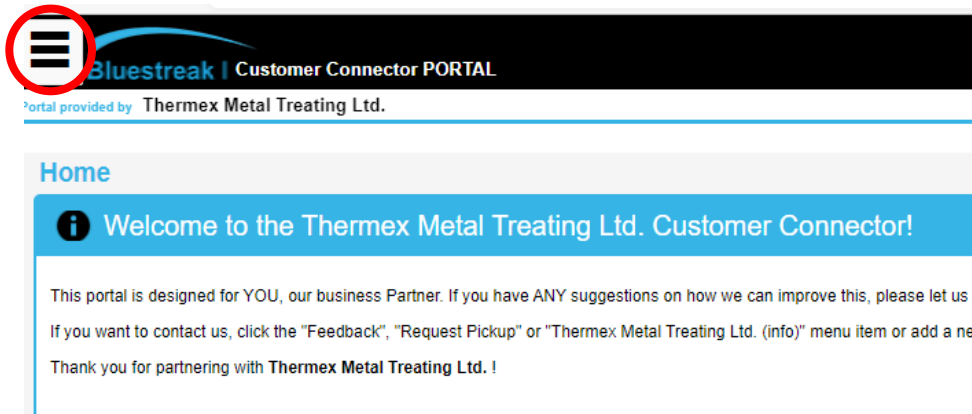 Bluestreak | Customer Connector PORTAL
Portal provided by Thermex Metal Treating Ltd.
Home
Welcome to the Thermex Metal Treating Ltd. Customer Connector!
This portal is designed for YOU, our business Partner. If you have ANY suggestions on how we can improve this, please let us
If you want to contact us, click the "Feedback", "Request Pickup" or "Thermex Metal Treating Ltd. (info)" menu item or add a
Thank you for partnering with Thermex Metal Treating Ltd. !